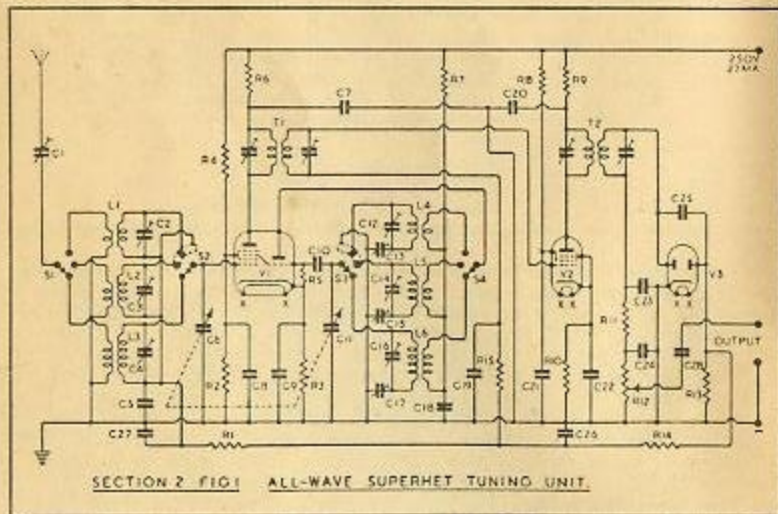 250V
27MA
R6
R7
R8
R9
C7
C20
T1
T2
R4
C1
L1
C2
S2
L4
C12
C25
C10
C13
V1
V2
V3
S1
L2
S3
L5
S4
R5
C14
C23
L3
C6
C11
C15
R11
X X
X X
X X
OUTPUT
C16
L6
C24
C28
R2
C8
C9
R3
C19
R15
C21
R10
C22
R12
R13
C17
C18
C27
R1
C26
R14
SECTION 2 FIG 1 ALL-WAVE SUPERHET TUNING UNIT.